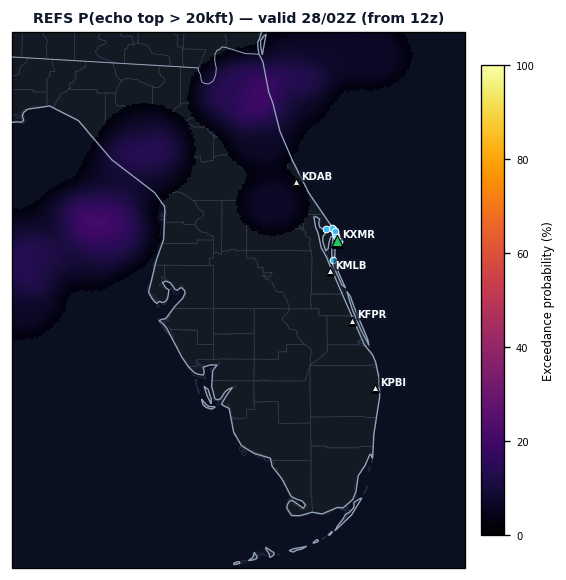 REFS P(echo top > 20kft) — valid 28/02Z (from 12z)
KDAB
KXMR
KMLB
KFPR
KPBI
100
80
60
40
20
0
Exceedance probability (%)